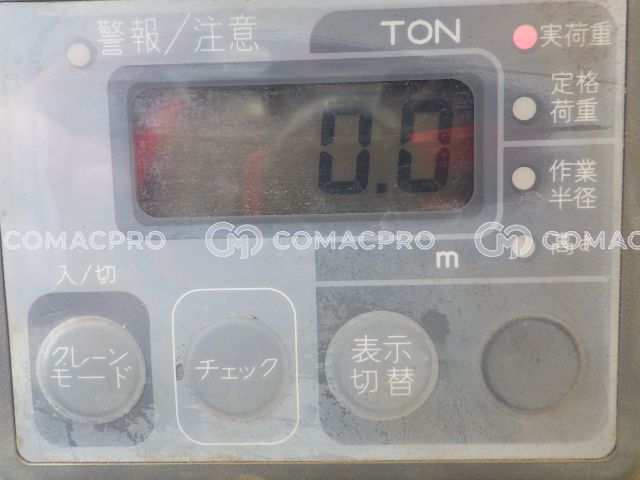 警報/注意
TON
実荷重
定格
荷重
0.0
作業
半径
COMACPRO COMACPRO COMACPRO
高さ
m
入/切
クレーン
モード
チェック
表示
切替